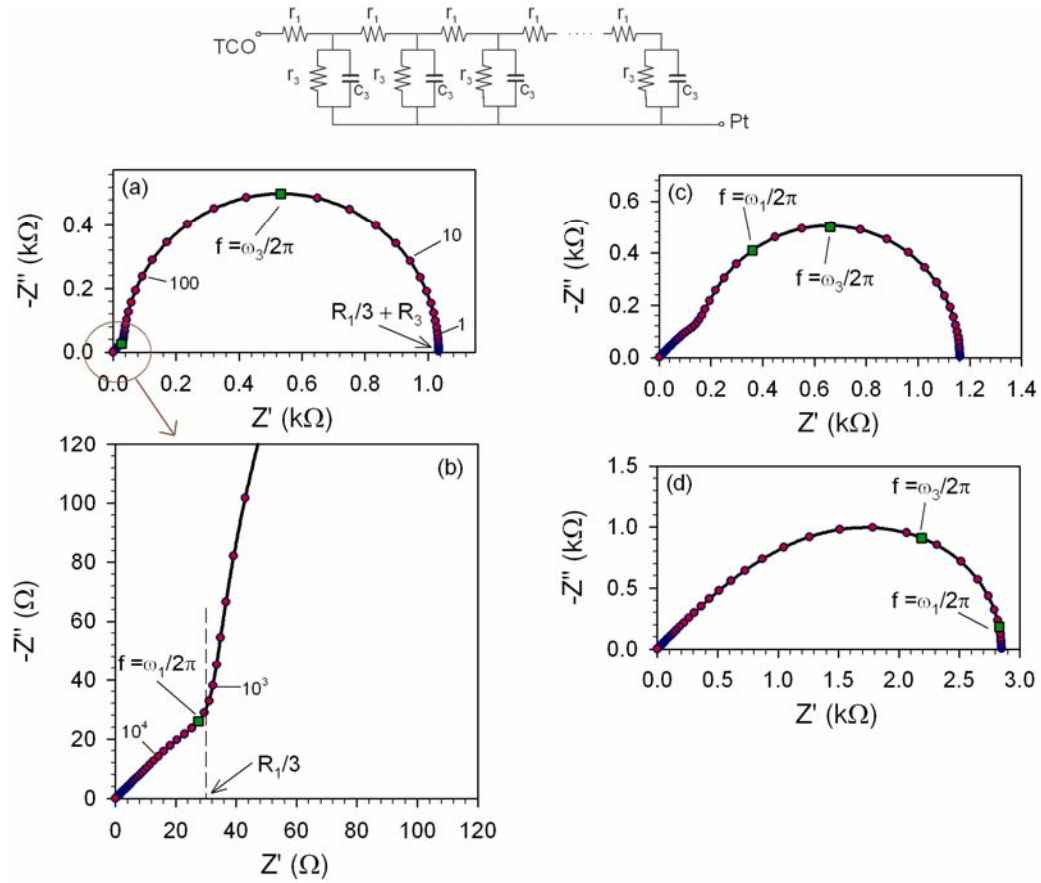 r1 r1 r1 r1 r1
TCO
r3 c3 r3 c3 r3 c3 r3 c3
Pt
(a)
-Z'' (kΩ)
0.4
0.2
0.0
f =ω3/2π
100
10
R1/3 + R3
1
0.0 0.2 0.4 0.6 0.8 1.0
Z' (kΩ)
(b)
-Z'' (Ω)
120
100
80
60
40
20
0
f =ω1/2π
10^4
10^3
R1/3
0 20 40 60 80 100 120
Z' (Ω)
(c)
-Z'' (kΩ)
0.6
0.4
0.2
0.0
f =ω1/2π
f =ω3/2π
0.0 0.2 0.4 0.6 0.8 1.0 1.2 1.4
Z' (kΩ)
(d)
-Z'' (kΩ)
1.5
1.0
0.5
0.0
f =ω3/2π
f =ω1/2π
0.0 0.5 1.0 1.5 2.0 2.5 3.0
Z' (kΩ)